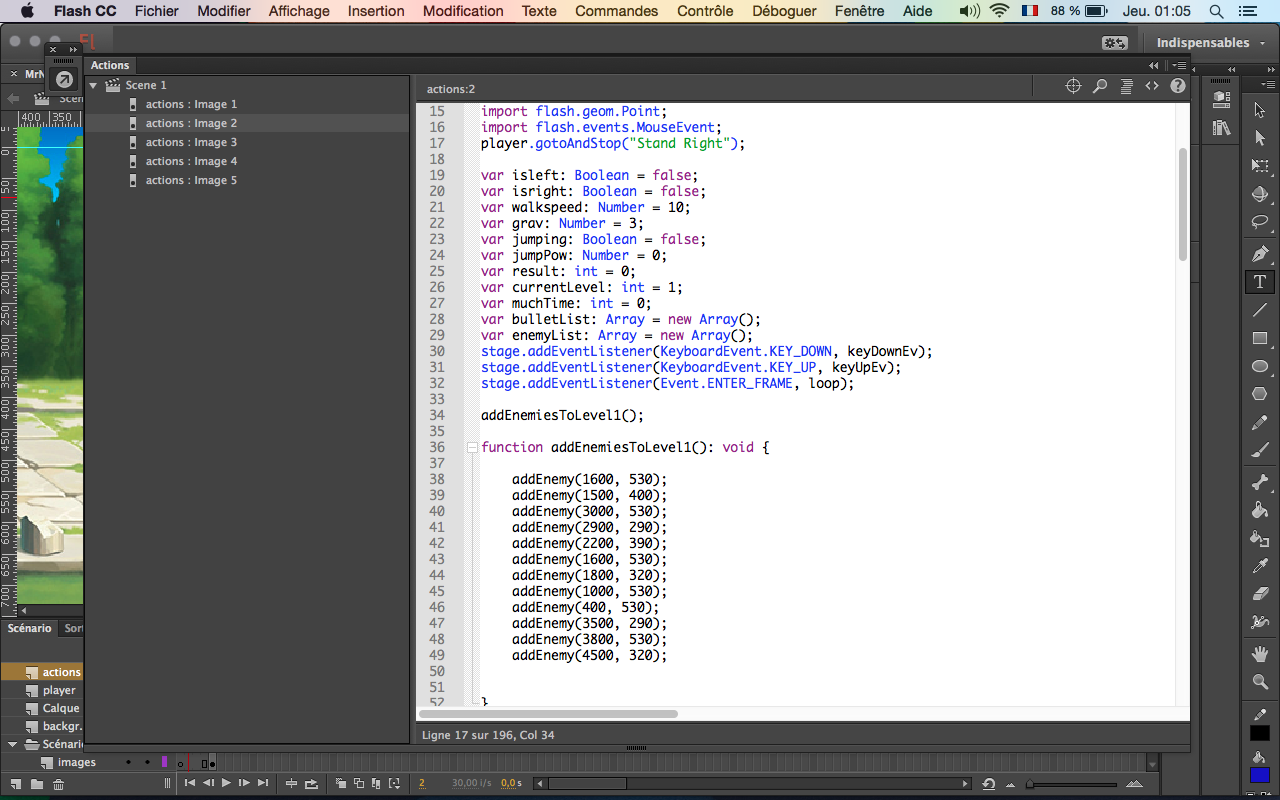 Flash CC Fichier Modifier Affichage Insertion Modification Texte Commandes Contrôle Déboguer Fenêtre Aide 88 % Jeu. 01:05
Fl Indispensables
Actions
MrN
Scen
Scene 1
actions : Image 1
actions : Image 2
actions : Image 3
actions : Image 4
actions : Image 5
actions:2
400 350
0
50
100
150
200
250
300
350
400
450
500
550
600
650
700
15 import flash.geom.Point;
16 import flash.events.MouseEvent;
17 player.gotoAndStop("Stand Right");
18
19 var isleft: Boolean = false;
20 var isright: Boolean = false;
21 var walkspeed: Number = 10;
22 var grav: Number = 3;
23 var jumping: Boolean = false;
24 var jumpPow: Number = 0;
25 var result: int = 0;
26 var currentLevel: int = 1;
27 var muchTime: int = 0;
28 var bulletList: Array = new Array();
29 var enemyList: Array = new Array();
30 stage.addEventListener(KeyboardEvent.KEY_DOWN, keyDownEv);
31 stage.addEventListener(KeyboardEvent.KEY_UP, keyUpEv);
32 stage.addEventListener(Event.ENTER_FRAME, loop);
33
34 addEnemiesToLevel1();
35
36 function addEnemiesToLevel1(): void {
37
38 addEnemy(1600, 530);
39 addEnemy(1500, 400);
40 addEnemy(3000, 530);
41 addEnemy(2900, 290);
42 addEnemy(2200, 390);
43 addEnemy(1600, 530);
44 addEnemy(1800, 320);
45 addEnemy(1000, 530);
46 addEnemy(400, 530);
47 addEnemy(3500, 290);
48 addEnemy(3800, 530);
49 addEnemy(4500, 320);
50
51
52 }
Ligne 17 sur 196, Col 34
Scénario Sort
actions
player
Calque
backgr.
Scénari
images
2 30,00 i/s 0,0 s